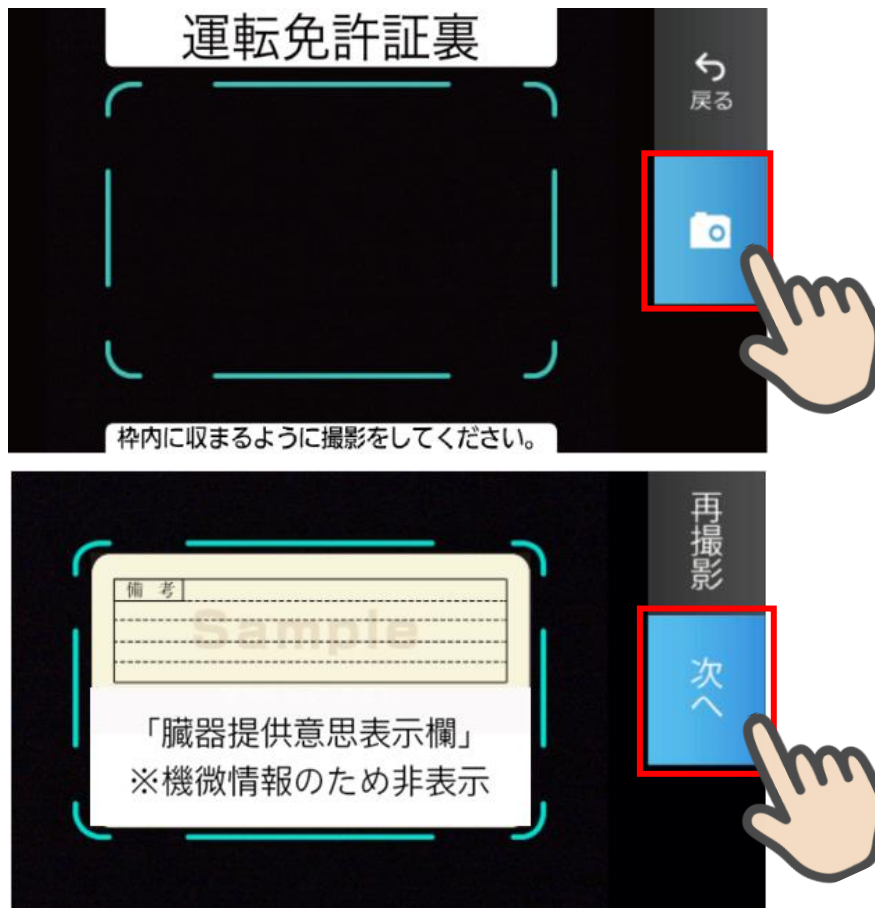 運転免許証裏
戻る
枠内に収まるように撮影をしてください。
再撮影
備考
Sample
次へ
「臓器提供意思表示欄」
※機微情報のため非表示